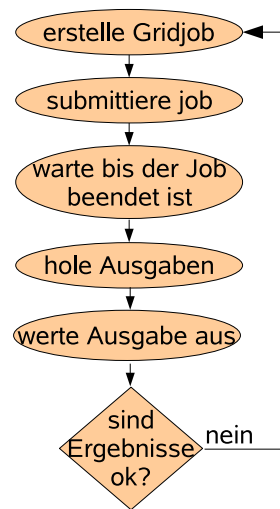 erstelle Gridjob
submittiere job
warte bis der Job
beendet ist
hole Ausgaben
werte Ausgabe aus
sind
Ergebnisse
ok?
nein